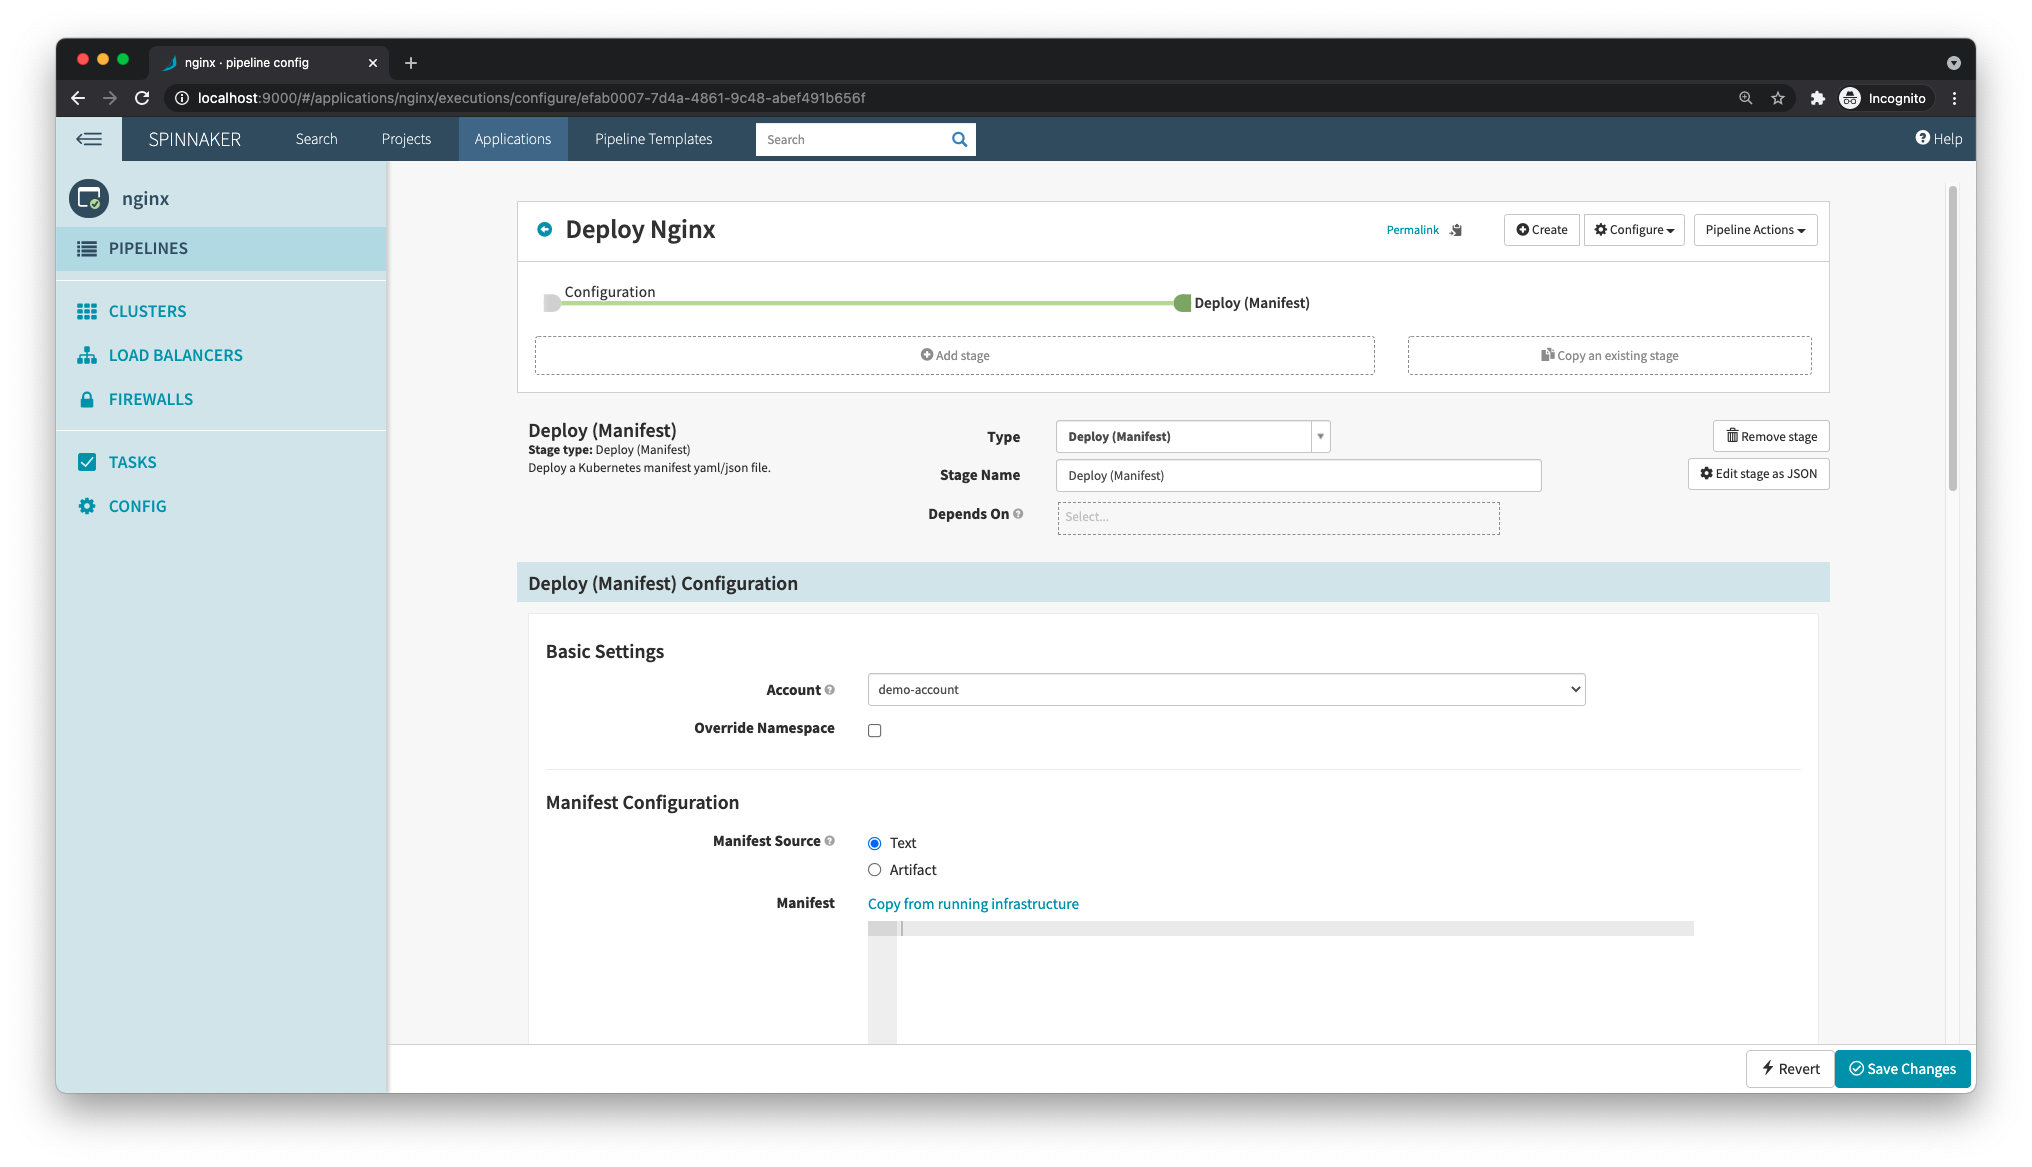 nginx · pipeline config
localhost:9000/#/applications/nginx/executions/configure/efab0007-7d4a-4861-9c48-abef491b656f
Incognito
SPINNAKER
Search
Projects
Applications
Pipeline Templates
Search
Help
nginx
PIPELINES
CLUSTERS
LOAD BALANCERS
FIREWALLS
TASKS
CONFIG
Deploy Nginx
Permalink
Create
Configure
Pipeline Actions
Configuration
Deploy (Manifest)
Add stage
Copy an existing stage
Deploy (Manifest)
Stage type: Deploy (Manifest)
Deploy a Kubernetes manifest yaml/json file.
Type
Deploy (Manifest)
Stage Name
Deploy (Manifest)
Depends On
Select...
Remove stage
Edit stage as JSON
Deploy (Manifest) Configuration
Basic Settings
Account
demo-account
Override Namespace
Manifest Configuration
Manifest Source
Text
Artifact
Manifest
Copy from running infrastructure
Revert
Save Changes